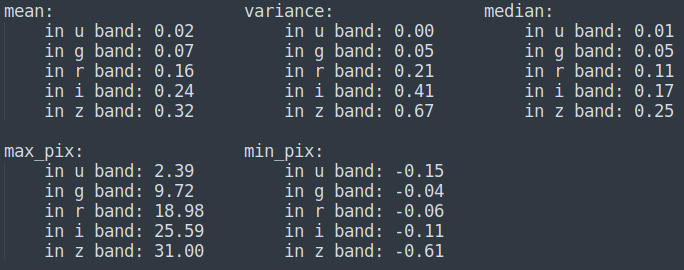 mean:
in u band: 0.02
in g band: 0.07
in r band: 0.16
in i band: 0.24
in z band: 0.32
variance:
in u band: 0.00
in g band: 0.05
in r band: 0.21
in i band: 0.41
in z band: 0.67
median:
in u band: 0.01
in g band: 0.05
in r band: 0.11
in i band: 0.17
in z band: 0.25
max_pix:
in u band: 2.39
in g band: 9.72
in r band: 18.98
in i band: 25.59
in z band: 31.00
min_pix:
in u band: -0.15
in g band: -0.04
in r band: -0.06
in i band: -0.11
in z band: -0.61